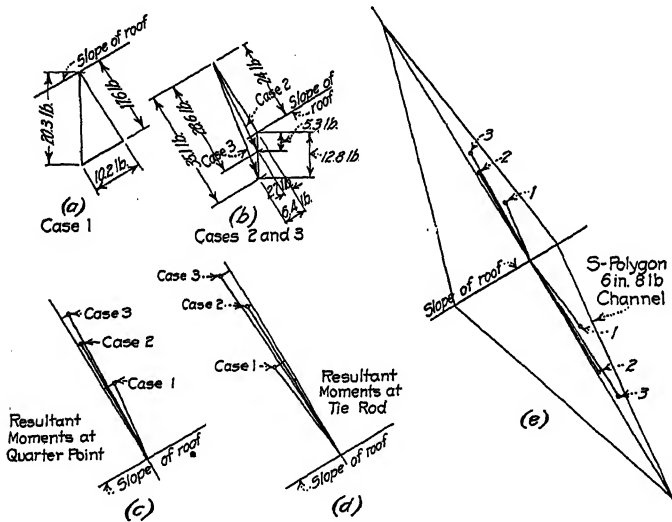 Slope of roof
20.3 lb.
17.6 lb.
10.2 lb.
(a)
Case 1
24 lb.
Case 2
Slope of
roof
5.3 lb.
12.8 lb.
22.6 lb.
Case 3
2.7 lb.
6.4 lb.
(b)
Cases 2 and 3
Case 3
Case 2
Case 1
Resultant
Moments at
Quarter Point
Slope of roof
(c)
Case 3
Case 2
Case 1
Resultant
Moments at
Tie Rod
Slope of roof
(d)
3
2
1
Slope of roof
S-Polygon
6 in. 8 lb
Channel
1
2
3
(e)